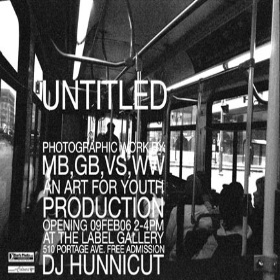 UNTITLED
PHOTOGRAPHIC WORK BY
MB,GB,VS,WW
AN ART FOR YOUTH
PRODUCTION
OPENING 09FEB06 2-4PM
AT THE LABEL GALLERY
510 PORTAGE AVE. FREE ADMISSION
DJ HUNNICUT